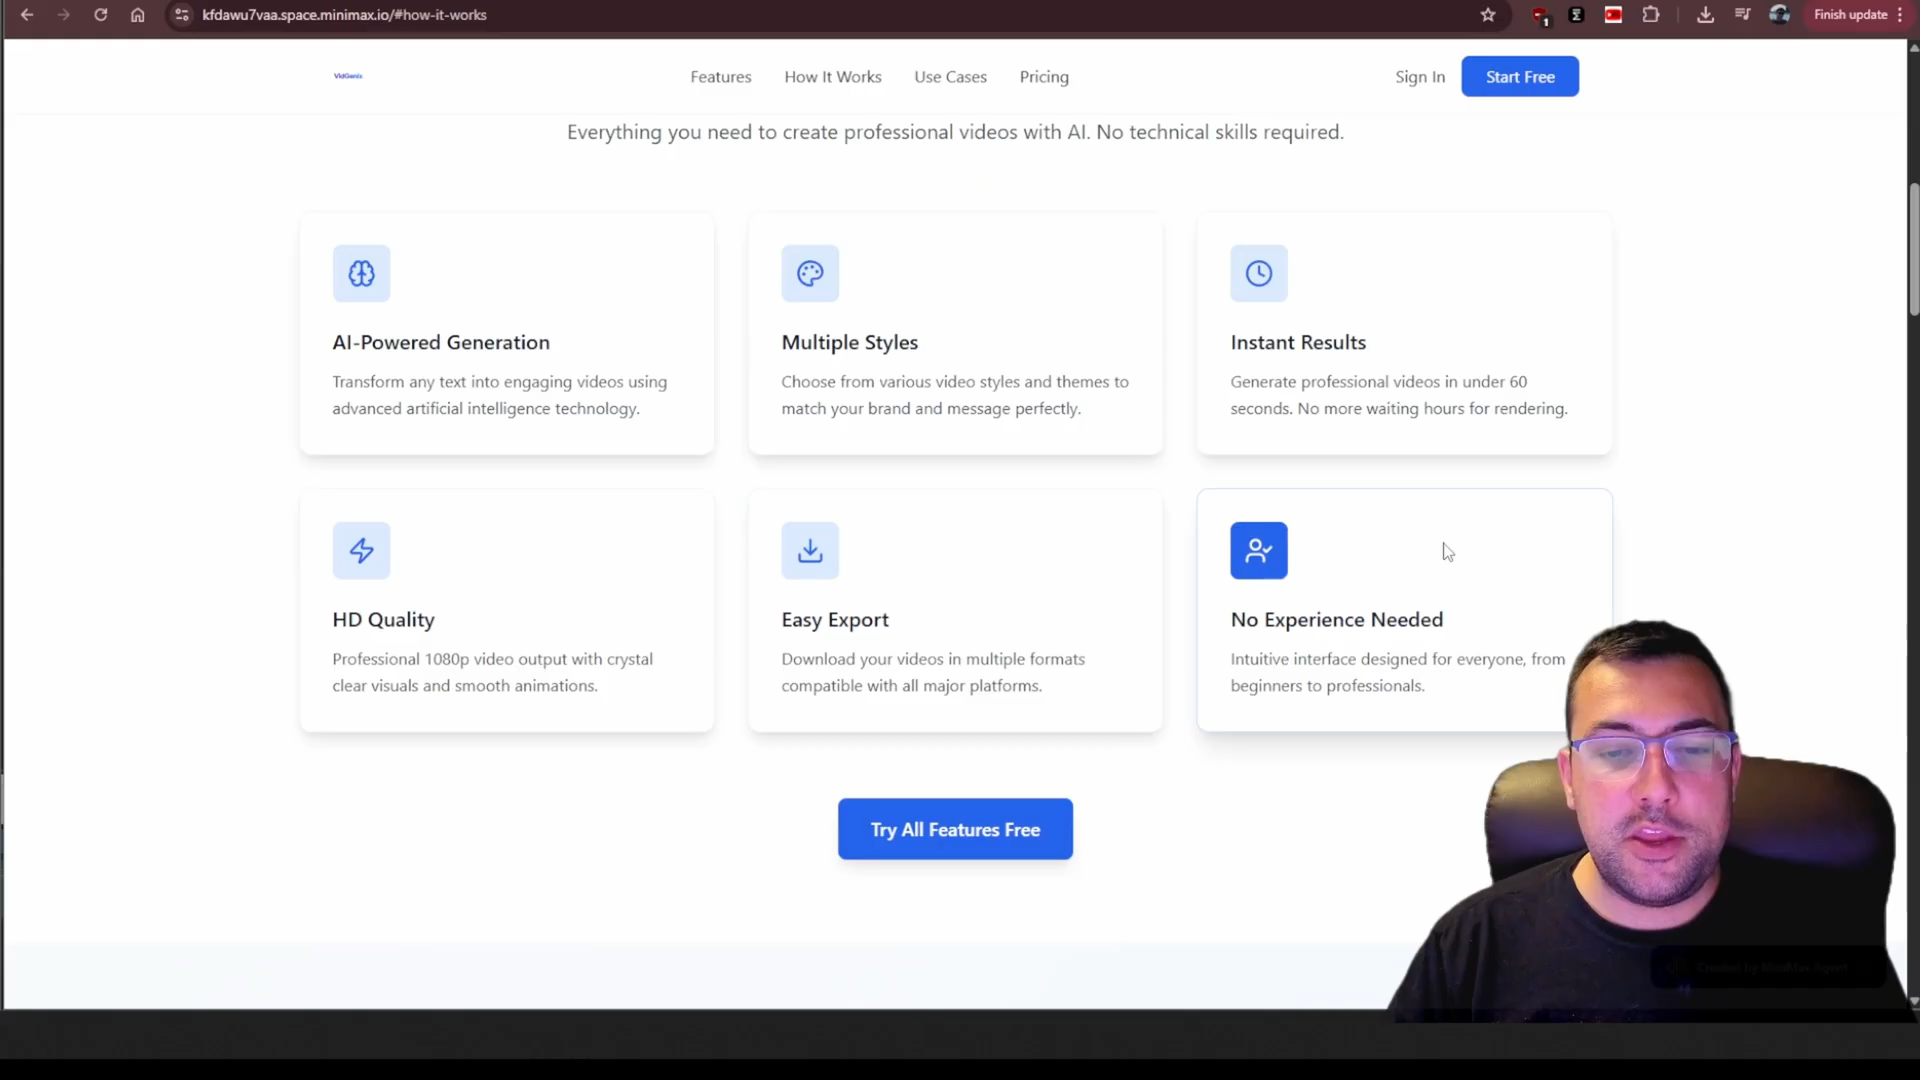 kfdawu7vaa.space.minimax.io/#how-it-works
1
Finish update
VidGenix
Features
How It Works
Use Cases
Pricing
Sign In
Start Free
Everything you need to create professional videos with AI. No technical skills required.
AI-Powered Generation
Transform any text into engaging videos using
advanced artificial intelligence technology.
Multiple Styles
Choose from various video styles and themes to
match your brand and message perfectly.
Instant Results
Generate professional videos in under 60
seconds. No more waiting hours for rendering.
HD Quality
Professional 1080p video output with crystal
clear visuals and smooth animations.
Easy Export
Download your videos in multiple formats
compatible with all major platforms.
No Experience Needed
Intuitive interface designed for everyone, from
beginners to professionals.
Try All Features Free
Created by MiniMax Agent